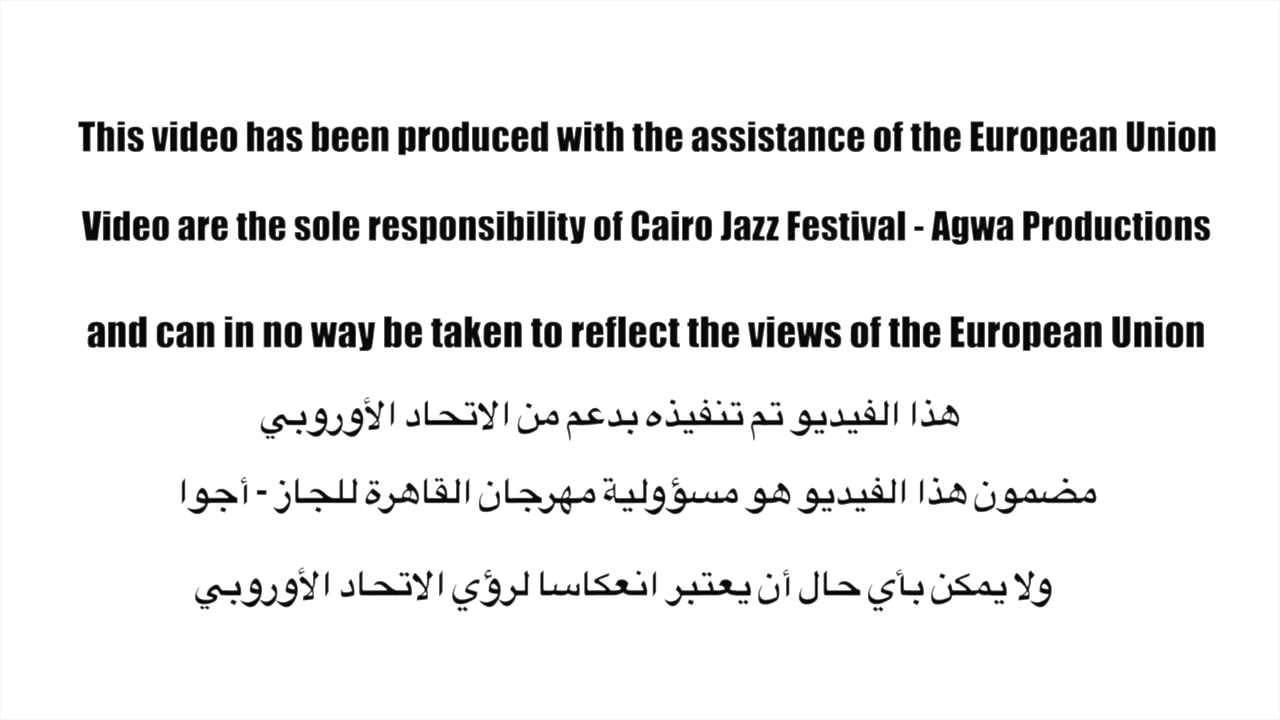 This video has been produced with the assistance of the European Union
Video are the sole responsibility of Cairo Jazz Festival - Agwa Productions
and can in no way be taken to reflect the views of the European Union
هذا الفيديو تم تنفيذه بدعم من الاتحاد الأوروبي
مضمون هذا الفيديو هو مسؤولية مهرجان القاهرة للجاز - أجوا
ولا يمكن بأي حال أن يعتبر انعكاسا لرؤي الاتحاد الأوروبي